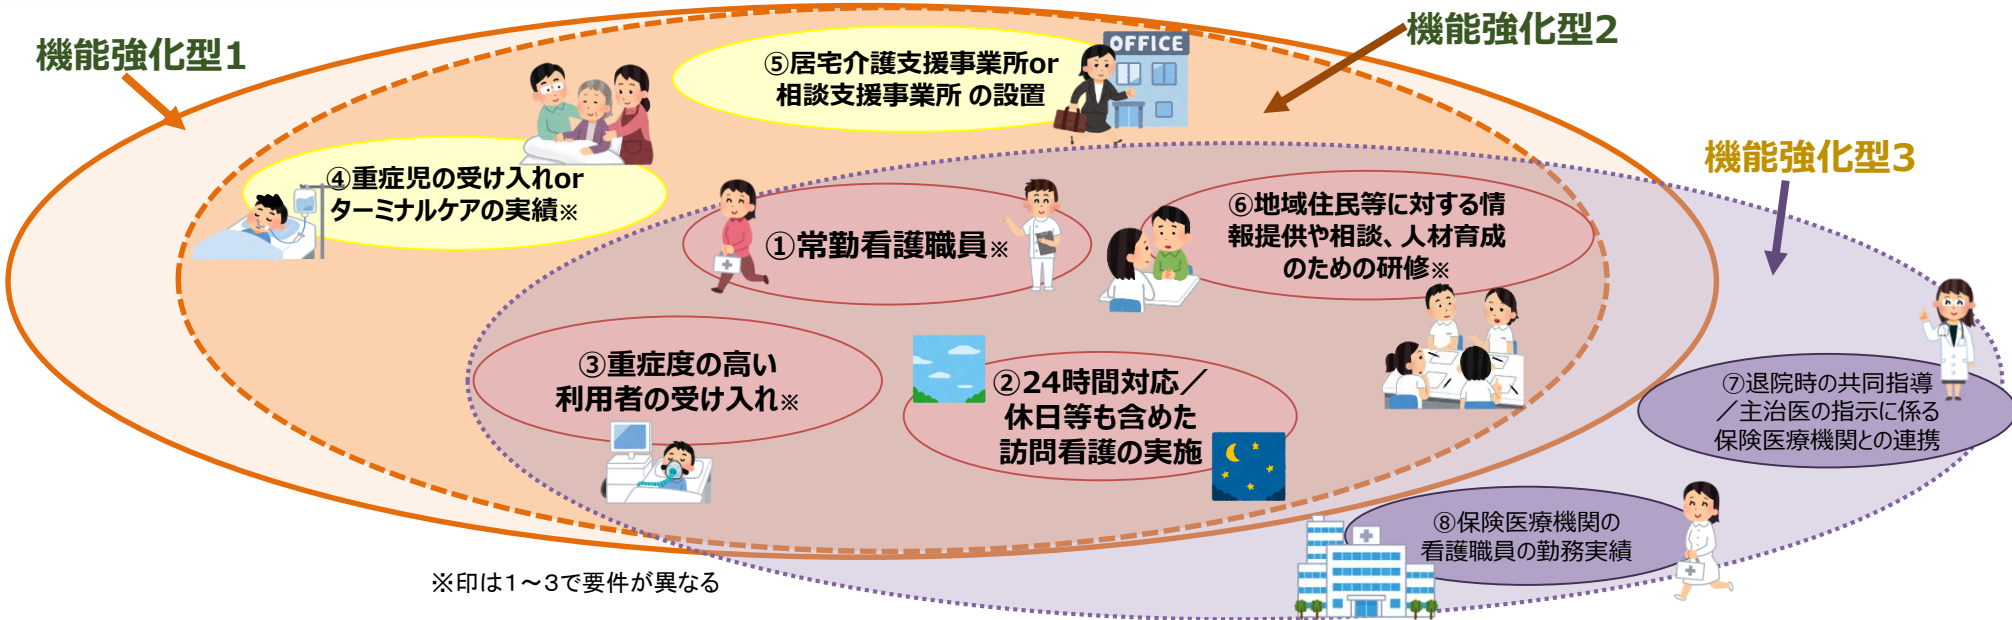 機能強化型1
機能強化型2
機能強化型3
⑤居宅介護支援事業所or
相談支援事業所 の設置
OFFICE
④重症児の受け入れor
ターミナルケアの実績※
①常勤看護職員※
⑥地域住民等に対する情
報提供や相談、人材育成
のための研修※
③重症度の高い
利用者の受け入れ※
②24時間対応／
休日等も含めた
訪問看護の実施
⑦退院時の共同指導
／主治医の指示に係る
保険医療機関との連携
⑧保険医療機関の
看護職員の勤務実績
※印は1～3で要件が異なる